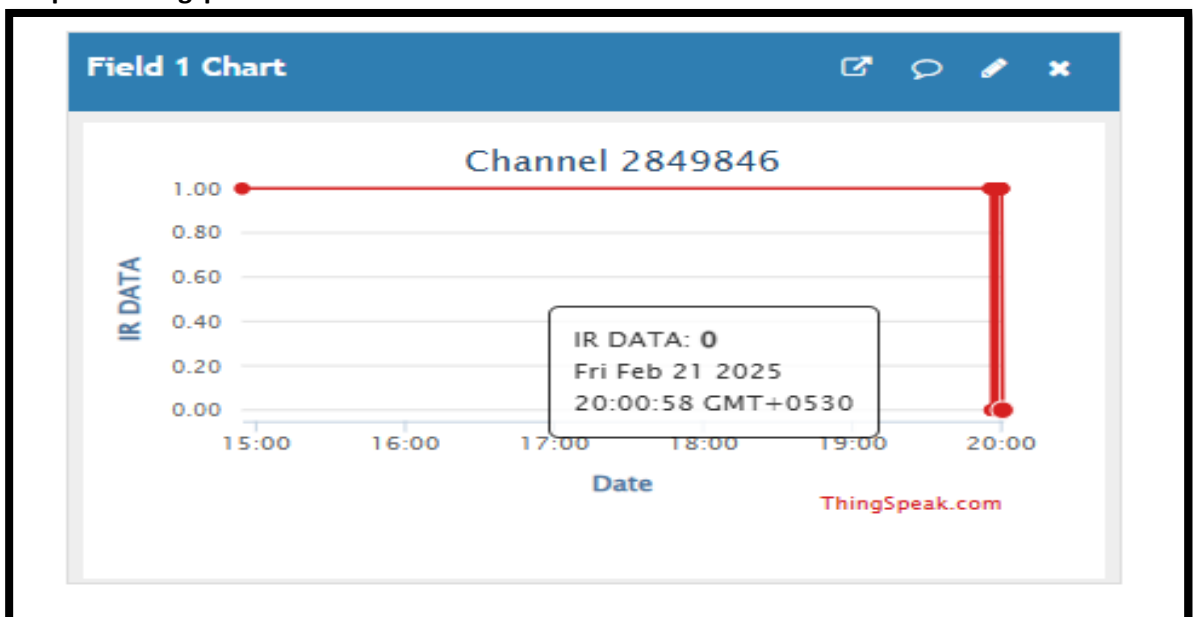 Field 1 Chart
Channel 2849846
IR DATA
1.00
0.80
0.60
0.40
0.20
0.00
IR DATA: 0
Fri Feb 21 2025
20:00:58 GMT+0530
15:00 16:00 17:00 18:00 19:00 20:00
Date
ThingSpeak.com